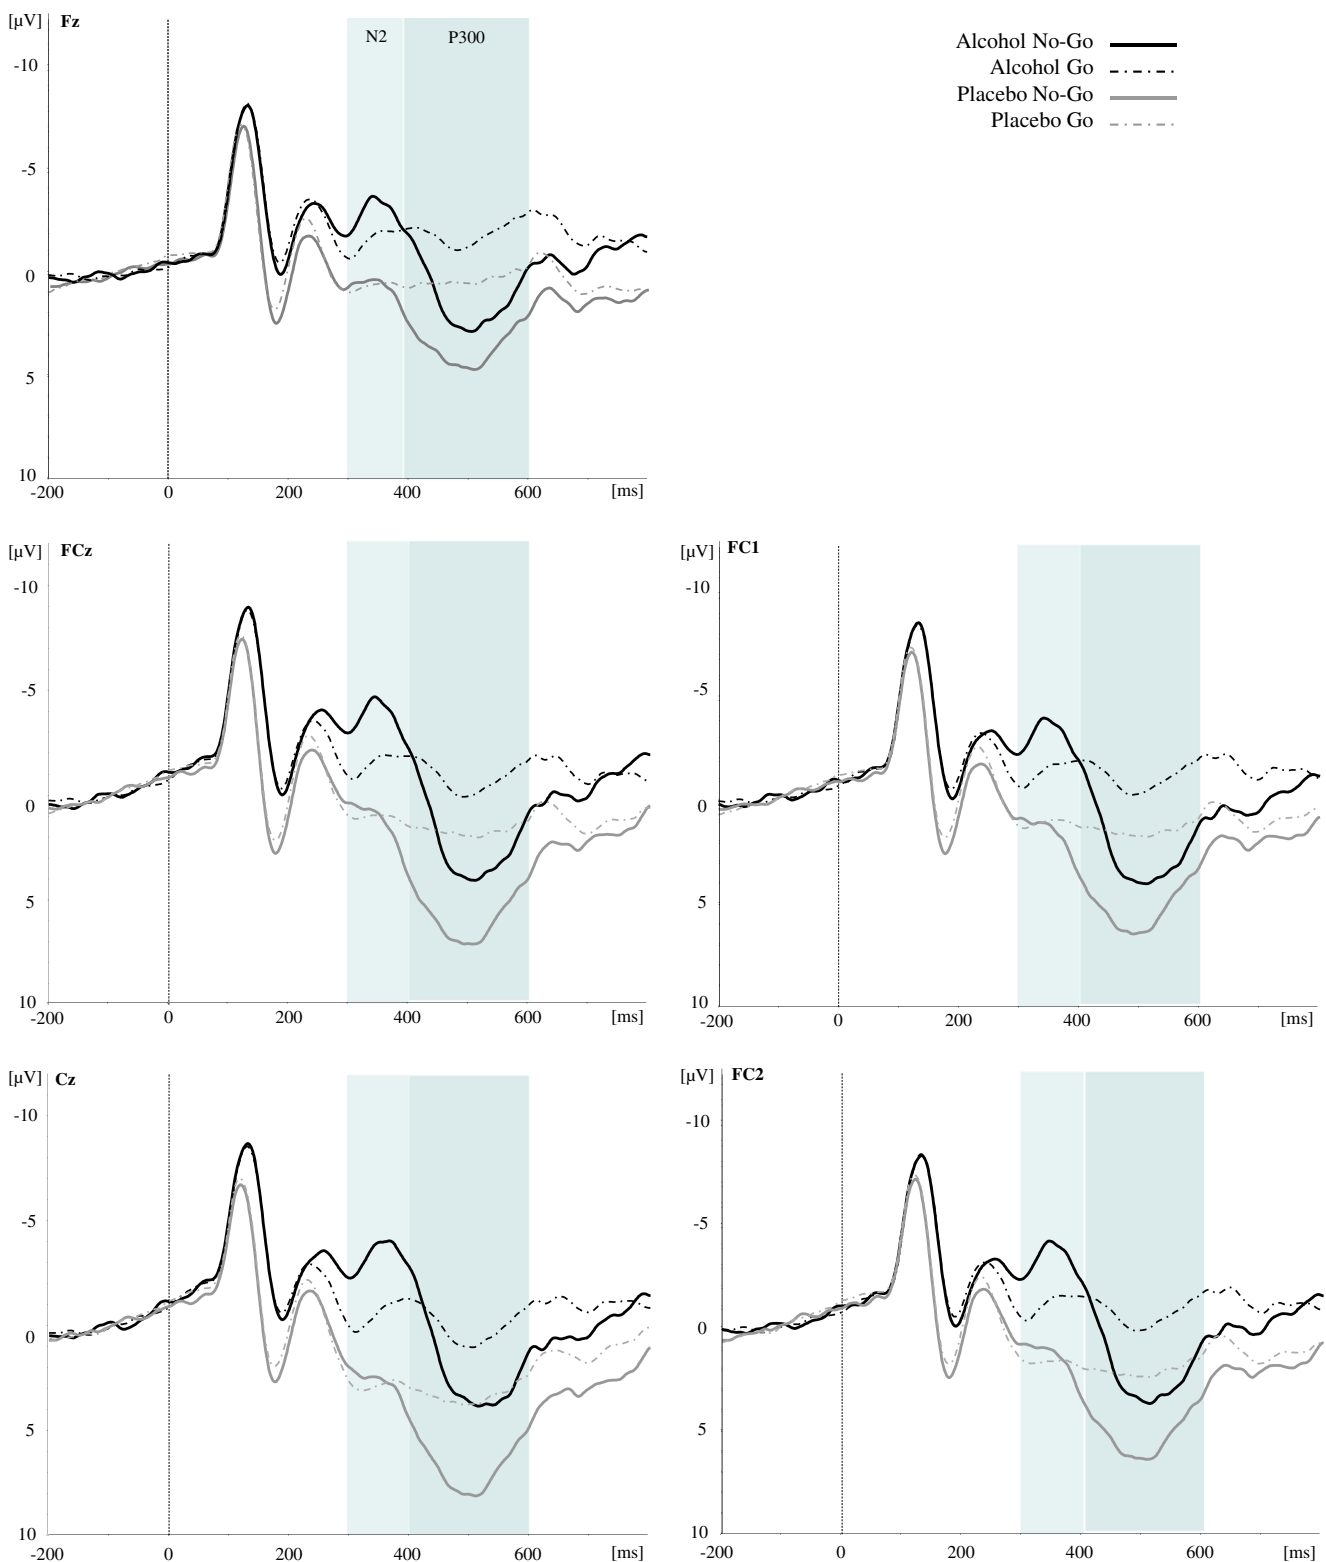 [µV] Fz
N2 P300
-10
-5
0
5
10
-200 0 200 400 600 [ms]
Alcohol No-Go
Alcohol Go
Placebo No-Go
Placebo Go
[µV] FCz
-10
-5
0
5
10
-200 0 200 400 600 [ms]
[µV] FC1
-10
-5
0
5
10
-200 0 200 400 600 [ms]
[µV] Cz
-10
-5
0
5
10
-200 0 200 400 600 [ms]
[µV] FC2
-10
-5
0
5
10
-200 0 200 400 600 [ms]